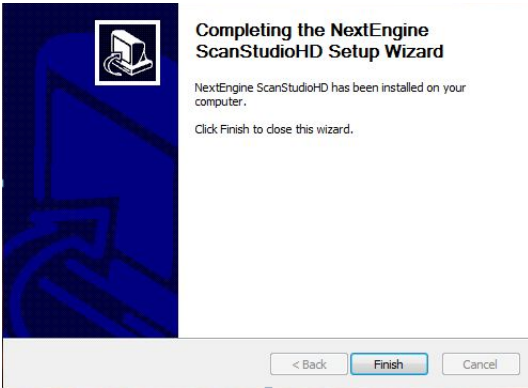 Completing the NextEngine
ScanStudioHD Setup Wizard
NextEngine ScanStudioHD has been installed on your
computer.
Click Finish to close this wizard.
< Back
Finish
Cancel